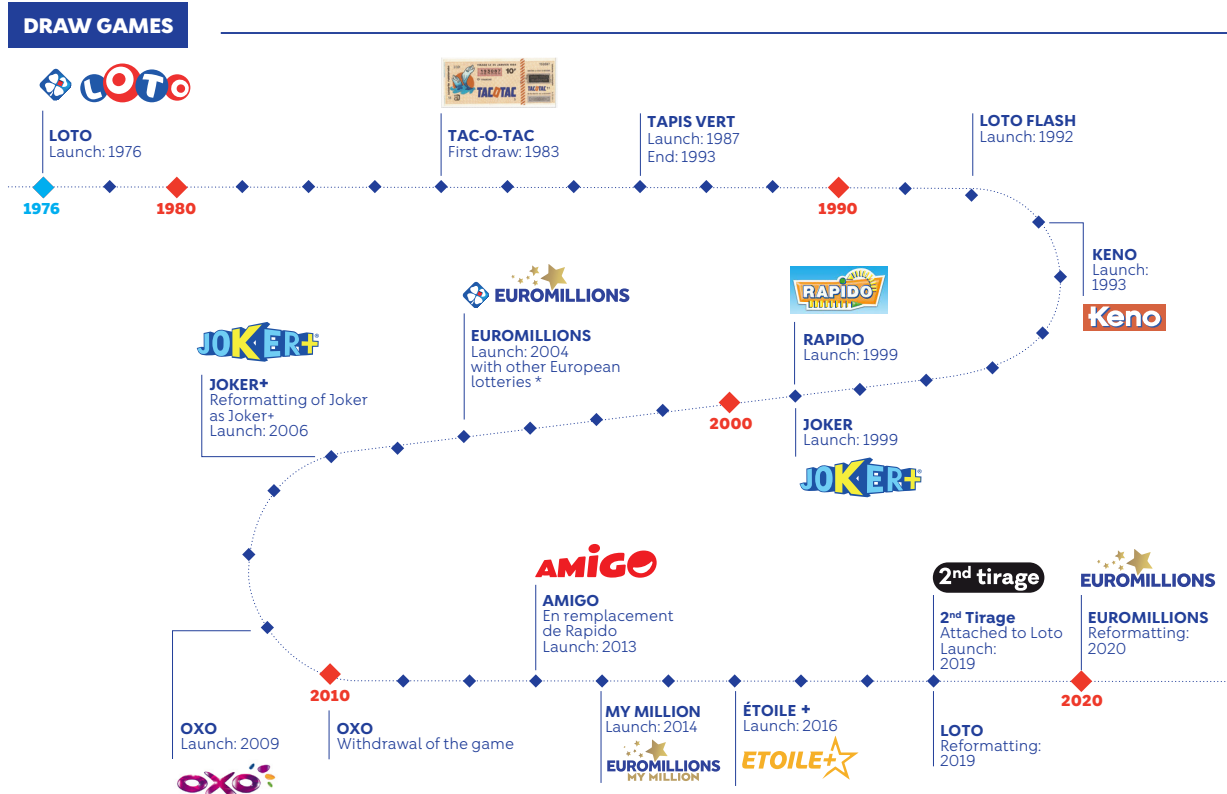 DRAW GAMES
LOTO
LOTO
Launch: 1976
TAC•O•TAC
TAC•O•TAC
TAC-O-TAC
First draw: 1983
TAPIS VERT
Launch: 1987
End: 1993
LOTO FLASH
Launch: 1992
1976
1980
1990
KENO
Launch:
1993
Keno
RAPIDO
RAPIDO
Launch: 1999
EUROMILLIONS
EUROMILLIONS
Launch: 2004
with other European
lotteries *
JOKER+
JOKER+
Reformatting of Joker
as Joker+
Launch: 2006
2000
JOKER
Launch: 1999
JOKER+
AMiGO
AMIGO
En remplacement
de Rapido
Launch: 2013
2nd tirage
2nd Tirage
Attached to Loto
Launch:
2019
EUROMILLIONS
EUROMILLIONS
Reformatting:
2020
2010
2020
OXO
Launch: 2009
OXO
OXO
Withdrawal of the game
MY MILLION
Launch: 2014
EUROMILLIONS
MY MILLION
ÉTOILE +
Launch: 2016
ETOILE+
LOTO
Reformatting:
2019